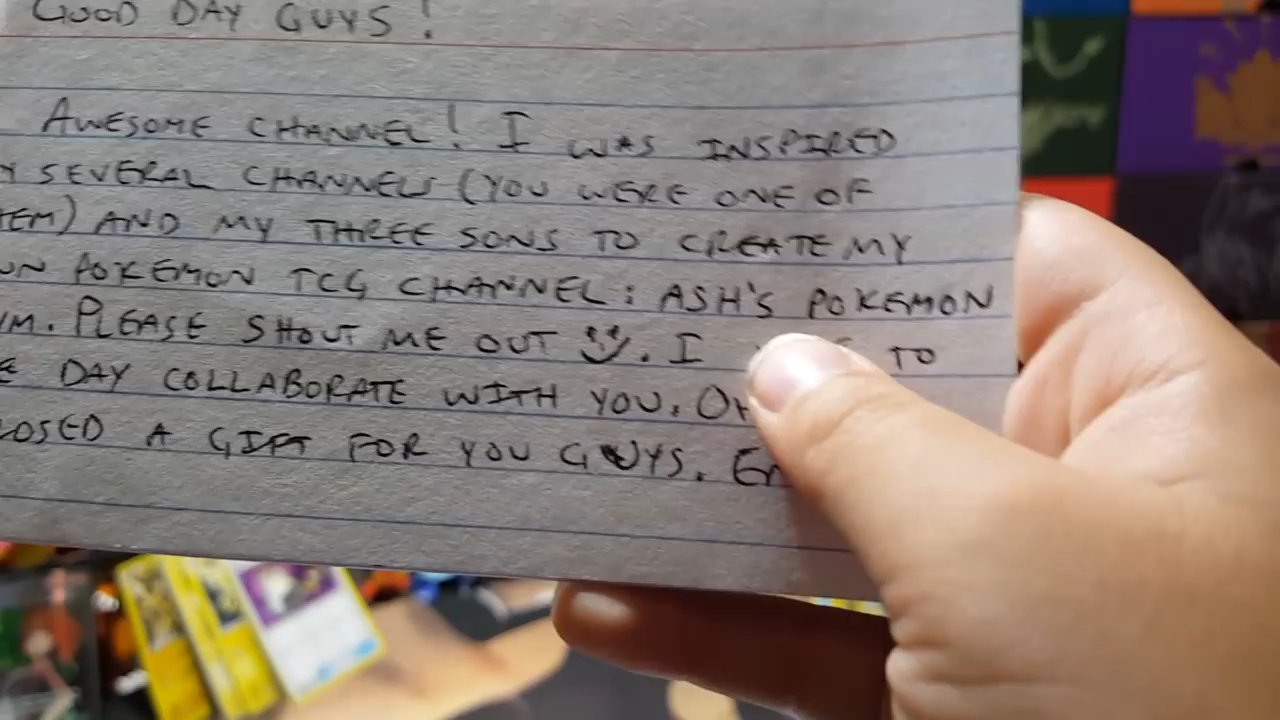 GOOD DAY GUYS!
AWESOME CHANNEL! I WAS INSPIRED
SEVERAL CHANNELS (YOU WERE ONE OF
) AND MY THREE SONS TO CREATE MY
POKEMON TCG CHANNEL: ASH'S POKEMON
. PLEASE SHOUT ME OUT . I TO
DAY COLLABORATE WITH YOU.
A GIFT FOR YOU GUYS.